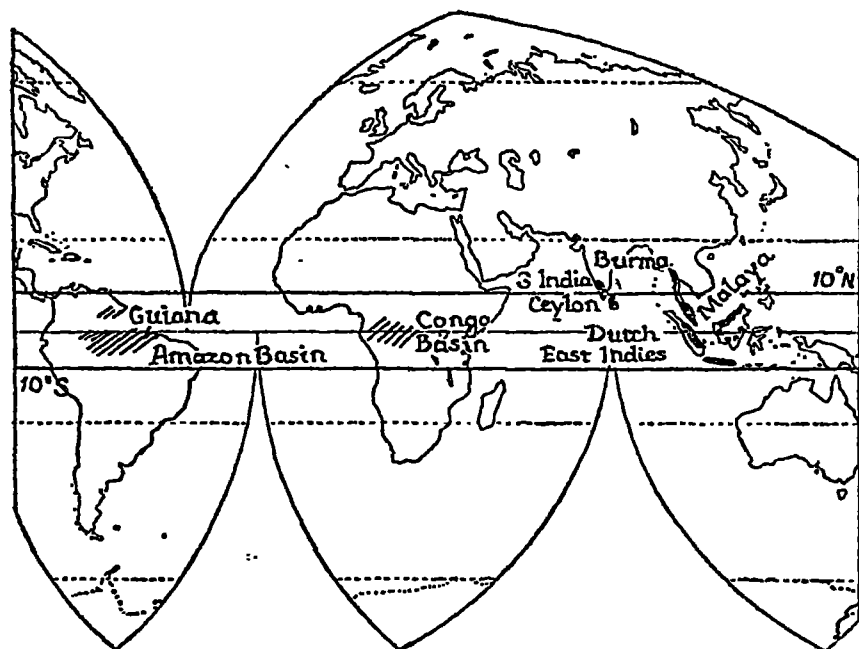 Burma
S India
10°N
Ceylon
Malaya
Guiana
Congo
Basin
Dutch
East Indies
Amazon Basin
10°S